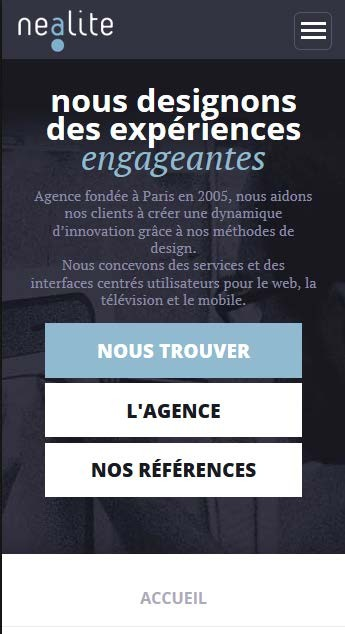 nealite
nous designons
des expériences
engageantes
Agence fondée à Paris en 2005, nous aidons
nos clients à créer une dynamique
d’innovation grâce à nos méthodes de
design.
Nous concevons des services et des
interfaces centrés utilisateurs pour le web, la
télévision et le mobile.
NOUS TROUVER
L'AGENCE
NOS RÉFÉRENCES
ACCUEIL